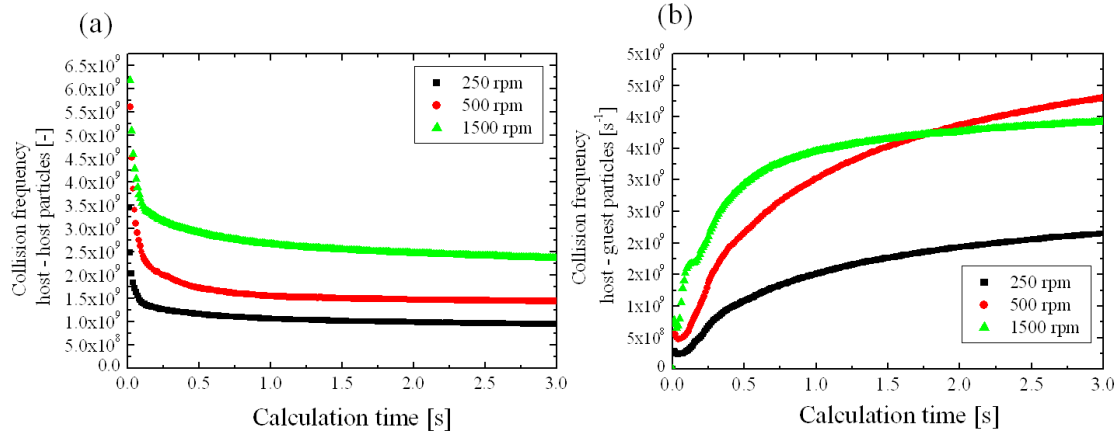 (a)
6.5x10⁹
6.0x10⁹
5.5x10⁹
5.0x10⁹
4.5x10⁹
4.0x10⁹
3.5x10⁹
3.0x10⁹
2.5x10⁹
2.0x10⁹
1.5x10⁹
1.0x10⁹
5.0x10⁸
0.0
Collision frequency
host - host particles [-]
250 rpm
500 rpm
1500 rpm
0.0 0.5 1.0 1.5 2.0 2.5 3.0
Calculation time [s]
(b)
5x10⁹
5x10⁹
4x10⁹
4x10⁹
3x10⁹
3x10⁹
2x10⁹
2x10⁹
1x10⁹
5x10⁸
0
Collision frequency
host - guest particles [s⁻¹]
250 rpm
500 rpm
1500 rpm
0.0 0.5 1.0 1.5 2.0 2.5 3.0
Calculation time [s]